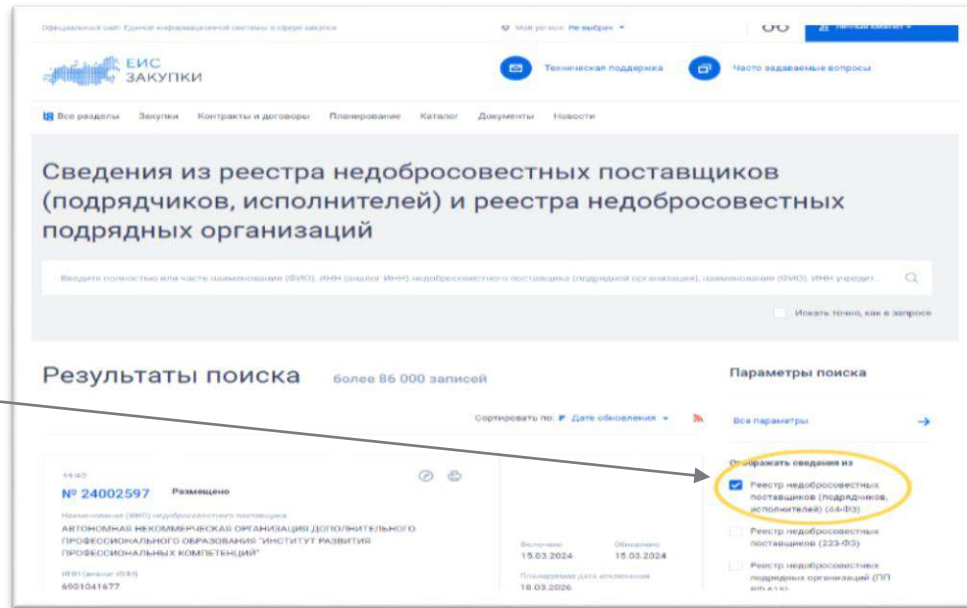 Официальный сайт Единой информационной системы в сфере закупок
Мой регион: Не выбран
Личный кабинет
ЕИС
ЗАКУПКИ
Техническая поддержка
Часто задаваемые вопросы
Все разделы Закупки Контракты и договоры Планирование Каталог Документы Новости
Сведения из реестра недобросовестных поставщиков
(подрядчиков, исполнителей) и реестра недобросовестных
подрядных организаций
Введите полностью или часть наименования (ФИО), ИНН (аналог ИНН) недобросовестного поставщика (подрядной организации), наименования (ФИО), ИНН учредит..
Искать точно, как в запросе
Результаты поиска более 86 000 записей
Сортировать по: Дате обновления
44-ФЗ
№ 24002597 Размещено
Наименование (ФИО) недобросовестного поставщика
АВТОНОМНАЯ НЕКОММЕРЧЕСКАЯ ОРГАНИЗАЦИЯ ДОПОЛНИТЕЛЬНОГО
ПРОФЕССИОНАЛЬНОГО ОБРАЗОВАНИЯ "ИНСТИТУТ РАЗВИТИЯ
ПРОФЕССИОНАЛЬНЫХ КОМПЕТЕНЦИЙ"
ИНН (аналог ИНН)
6901041677
Включено
15.03.2024
Обновлено
15.03.2024
Планируемая дата исключения
18.03.2026
Параметры поиска
Все параметры
Отображать сведения из
Реестр недобросовестных
поставщиков (подрядчиков,
исполнителей) (44-ФЗ)
Реестр недобросовестных
поставщиков (223-ФЗ)
Реестр недобросовестных
подрядных организаций (ПП